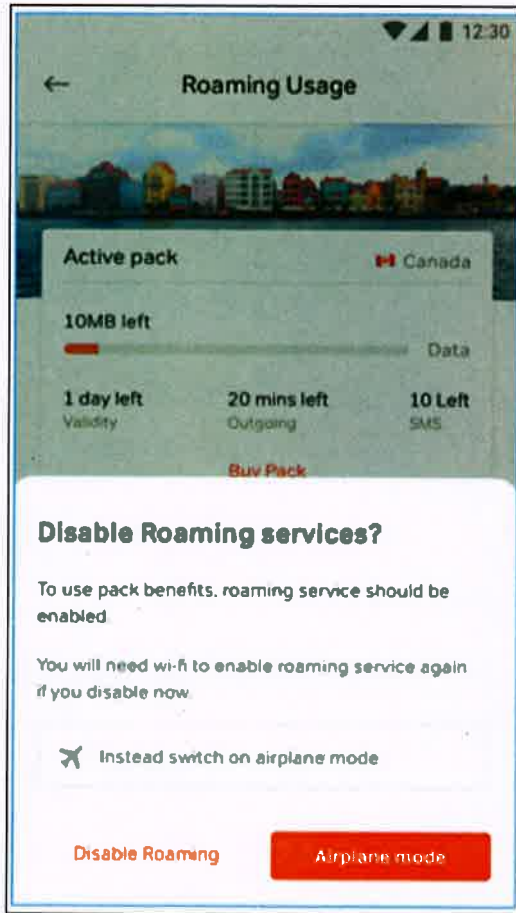 12:30
Roaming Usage
Active pack
Canada
10MB left
Data
1 day left
20 mins left
10 Left
Validity
Outgoing
SMS
Buy Pack
Disable Roaming services?
To use pack benefits, roaming service should be
enabled
You will need wi-fi to enable roaming service again
if you disable now.
Instead switch on airplane mode
Disable Roaming
Airplane mode